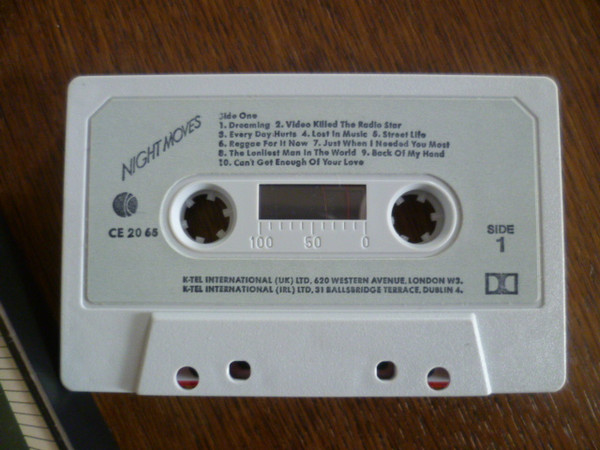 NIGHT MOVES
Side One
1. Dreaming 2. Video Killed The Radio Star
3. Every Day Hurts 4. Lost In Music 5. Street Life
6. Reggae For It Now 7. Just When I Needed You Most
8. The Lonliest Man In The World 9. Back Of My Hand
10. Can't Get Enough Of Your Love
K
CE 20 65
100 50 0
SIDE
1
K-TEL INTERNATIONAL (UK) LTD, 620 WESTERN AVENUE, LONDON W3.
K-TEL INTERNATIONAL (IRL) LTD, 31 BALLSBRIDGE TERRACE, DUBLIN 4.